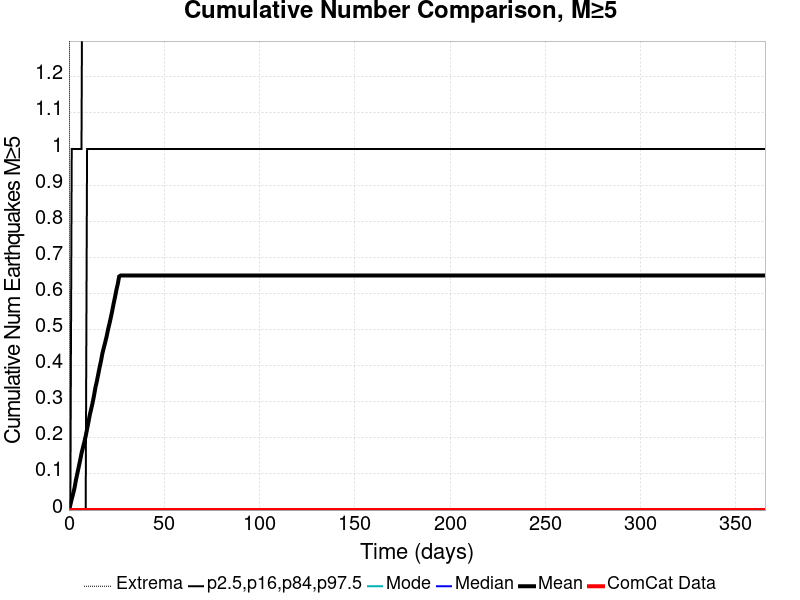 Cumulative Number Comparison, M≥5
Cumulative Num Earthquakes M≥5
1.2
1.1
1
0.9
0.8
0.7
0.6
0.5
0.4
0.3
0.2
0.1
0
0 50 100 150 200 250 300 350
Time (days)
Extrema p2.5,p16,p84,p97.5 Mode Median Mean ComCat Data